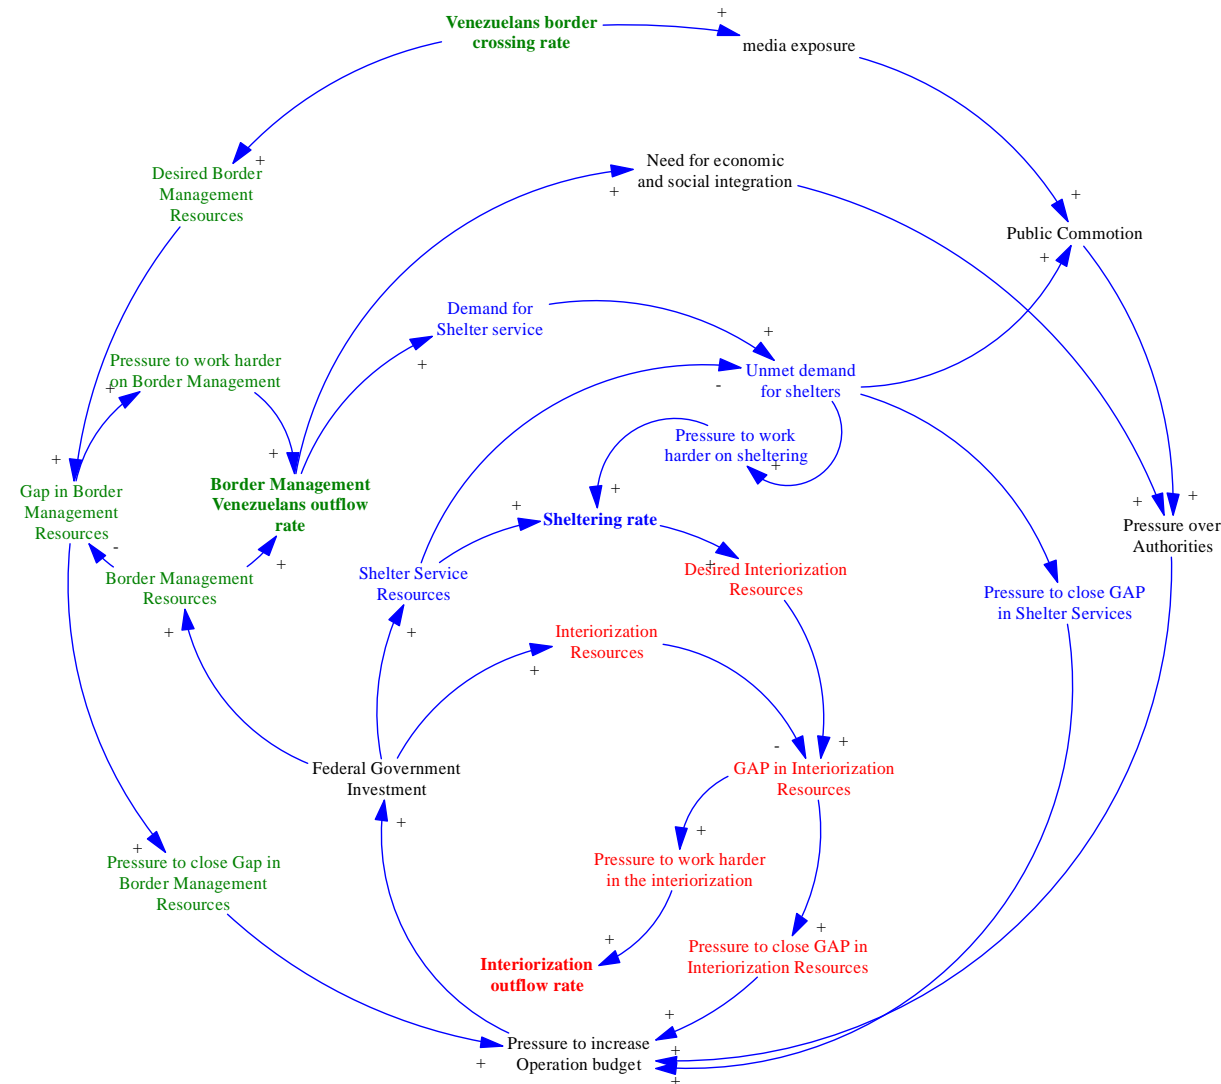 Venezuelans border
crossing rate
+
media exposure
+
Desired Border
Management
Resources
Need for economic
and social integration
+
+
Public Commotion
+
Demand for
Shelter service
+
+
Pressure to work harder
on Border Management
+
Unmet demand
for shelters
-
Pressure to work
harder on sheltering
+
+
+
+
Gap in Border
Management
Resources
-
Border Management
Venezuelans outflow
rate
+
+
Sheltering rate
+
Pressure over
Authorities
+
+
Border Management
Resources
+
Shelter Service
Resources
+
Desired Interiorization
Resources
+
Pressure to close GAP
in Shelter Services
+
Interiorization
Resources
+
-
+
Federal Government
Investment
+
GAP in Interiorization
Resources
+
Pressure to close Gap in
Border Management
Resources
+
Pressure to work harder
in the interiorization
+
Pressure to close GAP in
Interiorization Resources
+
Interiorization
outflow rate
+
Pressure to increase
Operation budget
+
+
+
+